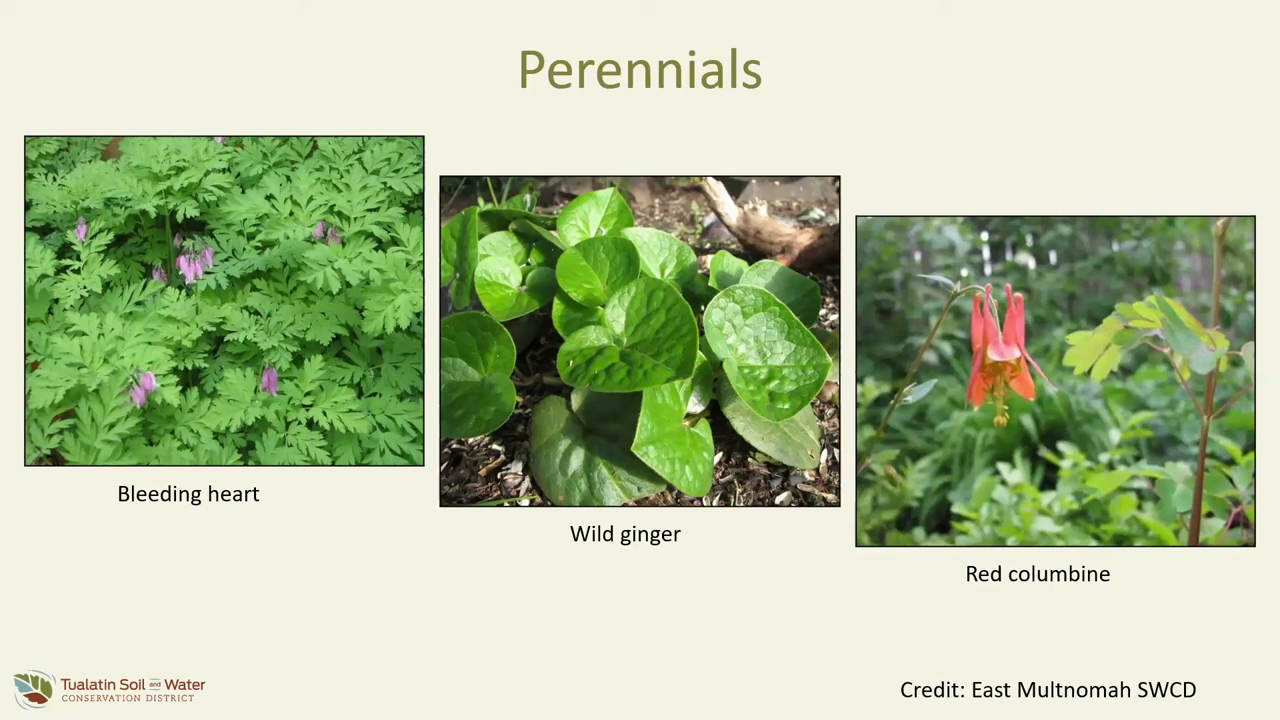 Perennials
Bleeding heart
Wild ginger
Red columbine
Tualatin Soil and Water
CONSERVATION DISTRICT
Credit: East Multnomah SWCD